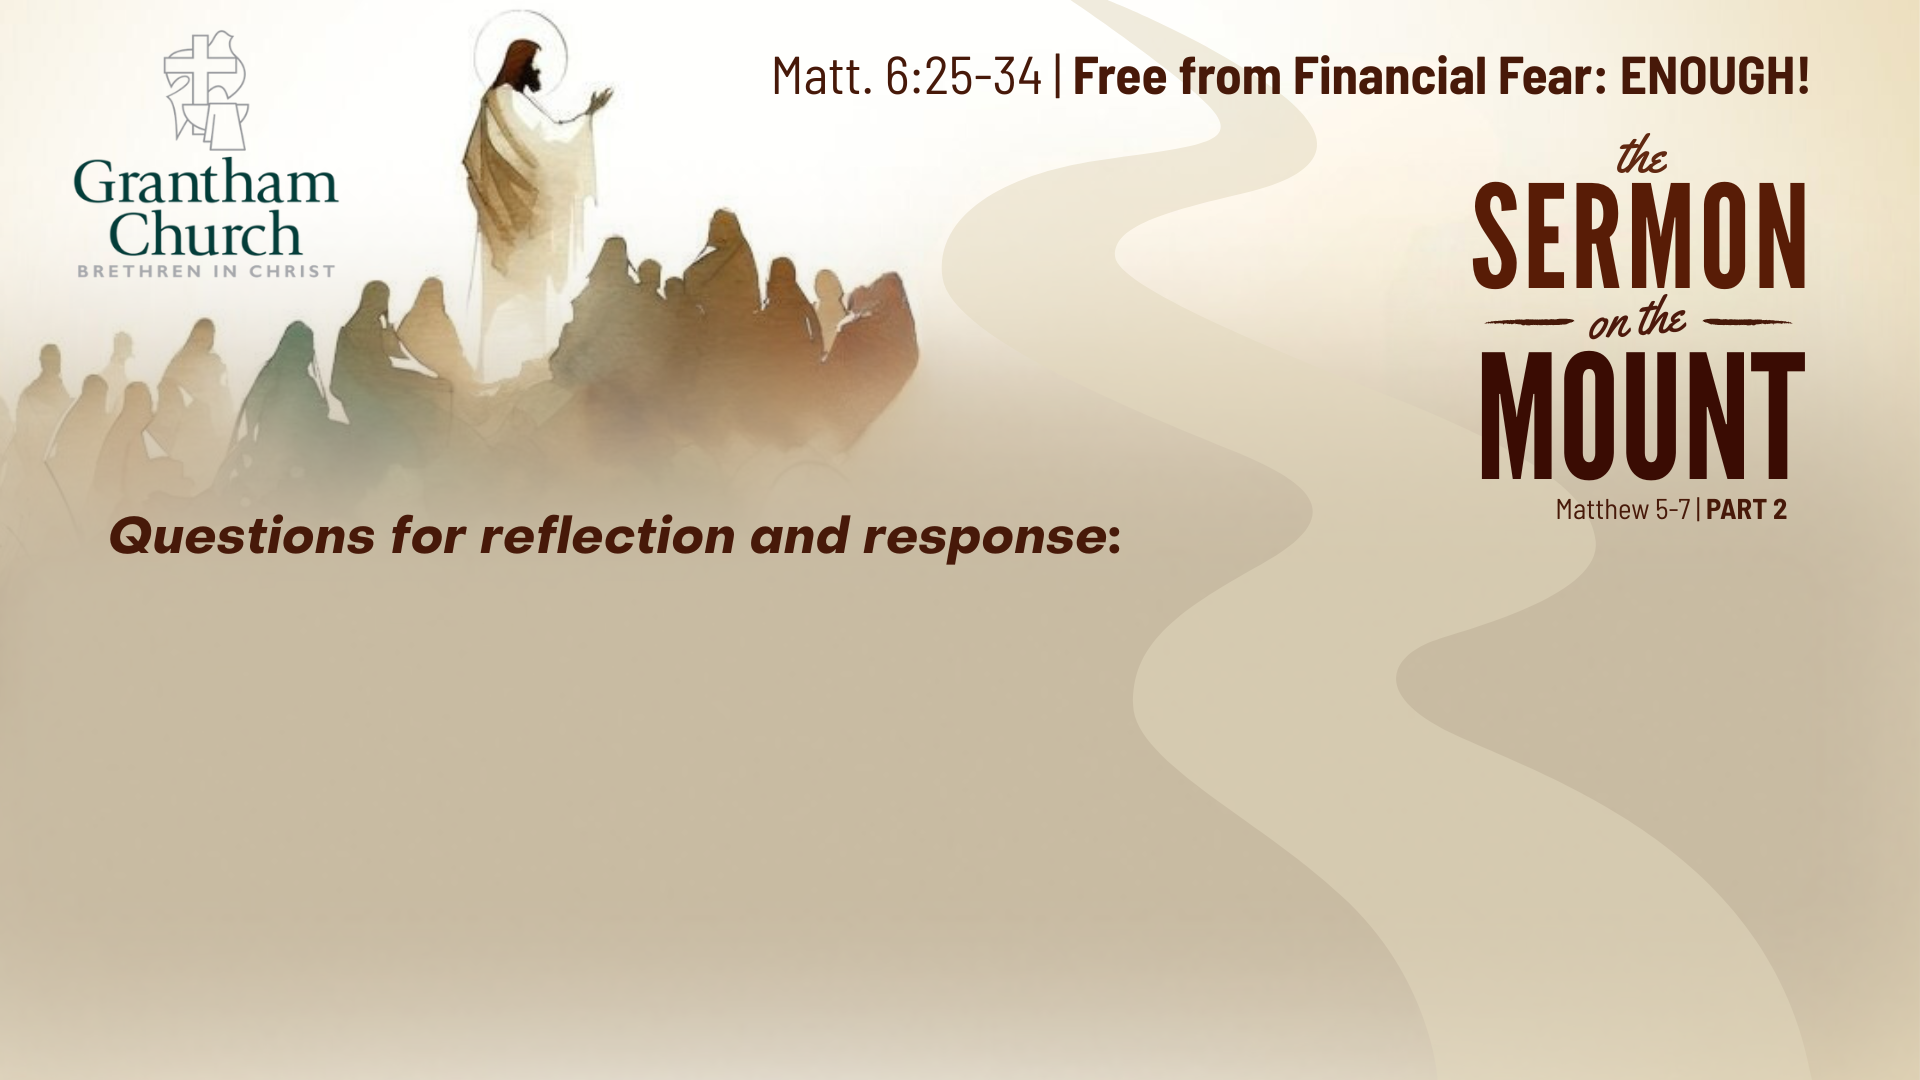 Matt. 6:25-34 | Free from Financial Fear: ENOUGH!
Grantham
Church
BRETHREN IN CHRIST
the
SERMON
on the
MOUNT
Matthew 5-7 | PART 2
Questions for reflection and response: